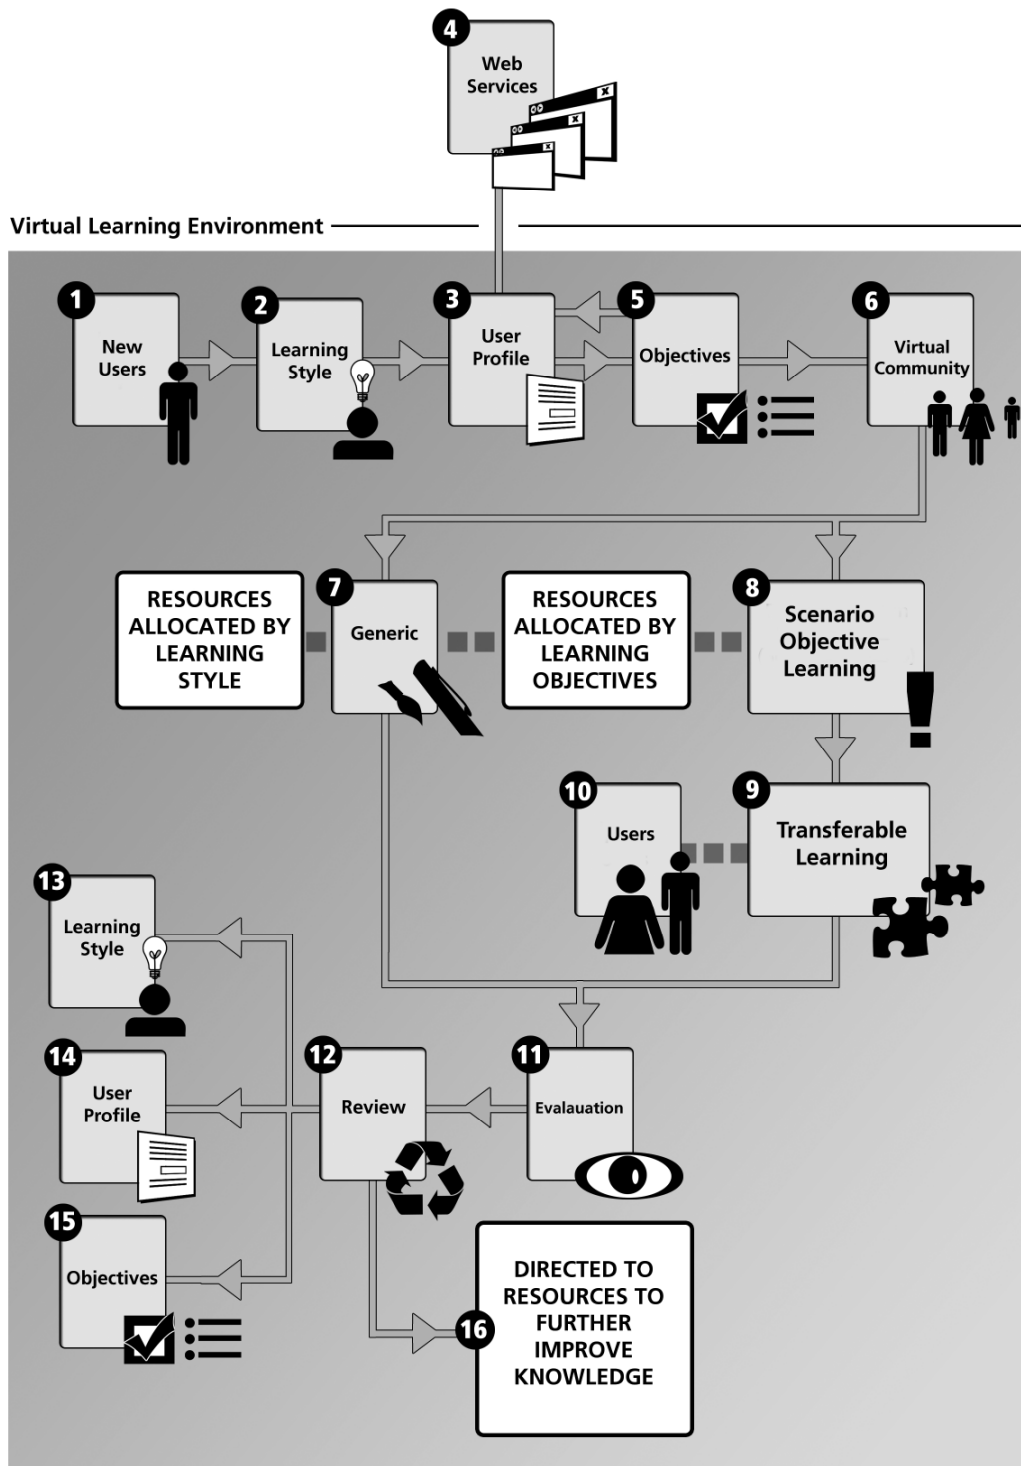 4
Web
Services
Virtual Learning Environment
1
New
Users
2
Learning
Style
3
User
Profile
5
Objectives
6
Virtual
Community
RESOURCES
ALLOCATED BY
LEARNING
STYLE
7
Generic
RESOURCES
ALLOCATED BY
LEARNING
OBJECTIVES
8
Scenario
Objective
Learning
10
Users
9
Transferable
Learning
13
Learning
Style
14
User
Profile
12
Review
11
Evalauation
15
Objectives
16
DIRECTED TO
RESOURCES TO
FURTHER
IMPROVE
KNOWLEDGE